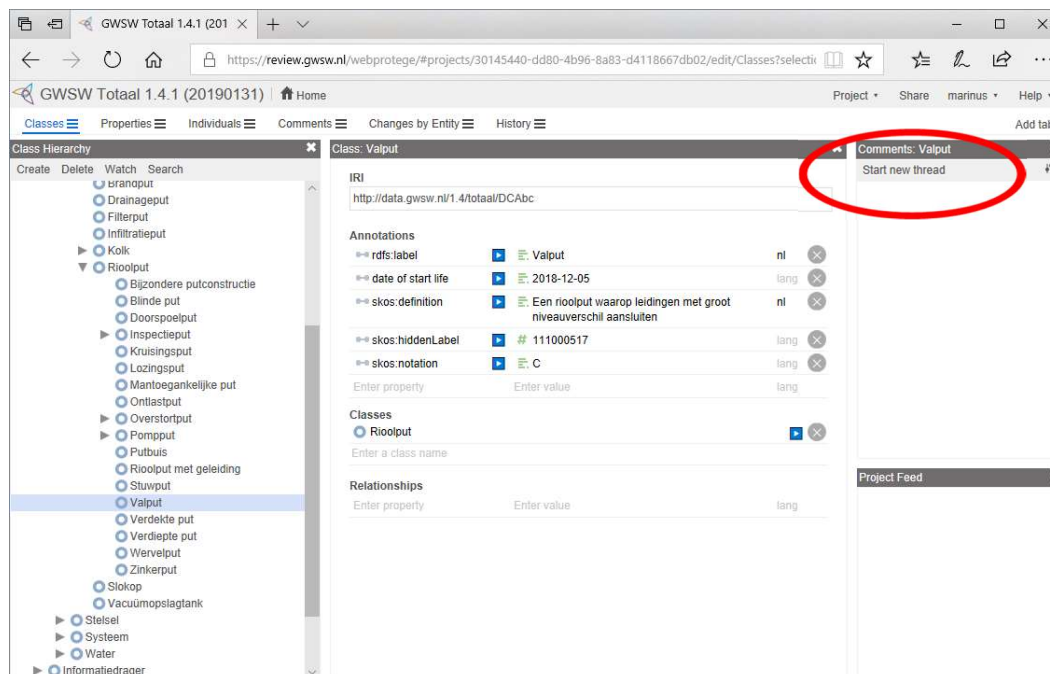 GWSW Totaal 1.4.1 (201
https://review.gwsw.nl/webprotege/#projects/30145440-dd80-4b96-8a83-d4118667db02/edit/Classes?selectic
GWSW Totaal 1.4.1 (20190131) Home Project Share marinus Help
Classes Properties Individuals Comments Changes by Entity History Add tal
Class Hierarchy
Create Delete Watch Search
Brandput
Drainageput
Filterput
Infiltratieput
Kolk
Rioolput
Bijzondere putconstructie
Blinde put
Doorspoelput
Inspectieput
Kruisingsput
Lozingsput
Mantoegankelijke put
Ontlastput
Overstortput
Pompput
Putbuis
Rioolput met geleiding
Stuwput
Valput
Verdekte put
Verdiepte put
Wervelput
Zinkerput
Slokop
Vacuümopslagtank
Stelsel
Systeem
Water
Informatiedrager
Class: Valput
IRI
http://data.gwsw.nl/1.4/totaal/DCAbc
Annotations
rdfs:label Valput nl
date of start life 2018-12-05 lang
skos:definition Een rioolput waarop leidingen met groot nl
niveauverschil aansluiten
skos:hiddenLabel # 111000517 lang
skos:notation C lang
Enter property Enter value lang
Classes
Rioolput
Enter a class name
Relationships
Enter property Enter value lang
Comments: Valput
Start new thread
Project Feed